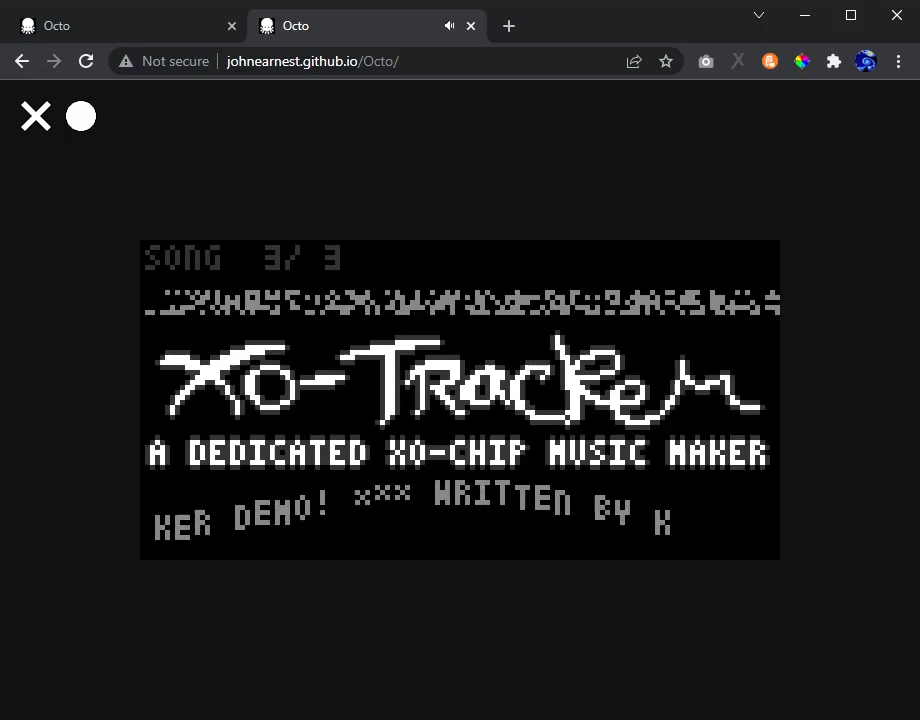 Octo
Octo
Not secure
johnearnest.github.io/Octo/
SONG 3/ 3
XO-Tracker
A DEDICATED XO-CHIP MUSIC MAKER
KER DEMO! *** WRITTEN BY K